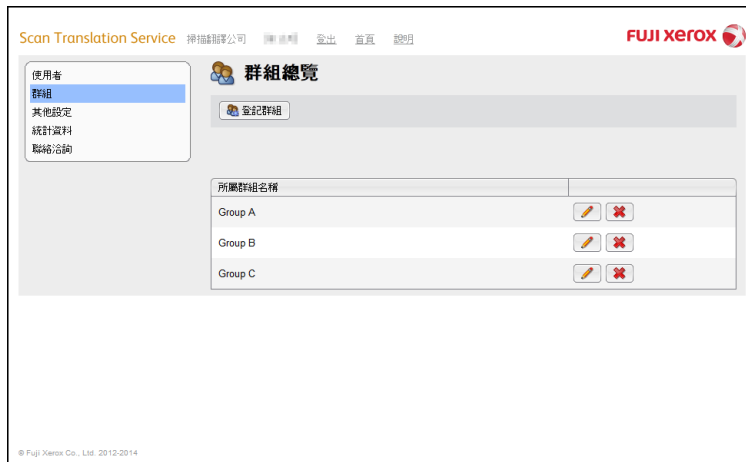 Scan Translation Service 掃描翻譯公司 登出 首頁 說明
FUJI XEROX
使用者
群組
其他設定
統計資料
聯絡洽詢
群組總覽
登記群組
所屬群組名稱
Group A
Group B
Group C
© Fuji Xerox Co., Ltd. 2012-2014